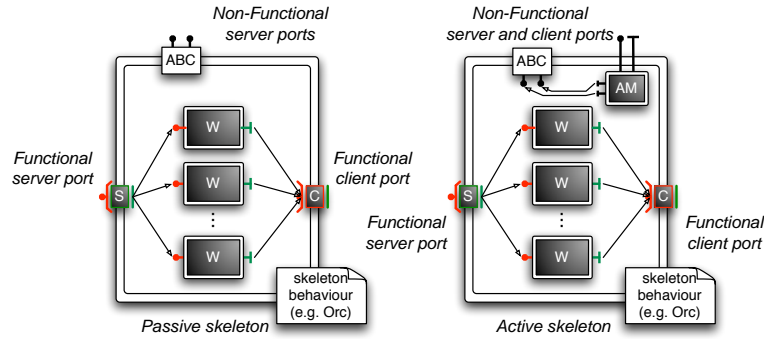 Non-Functional
server ports
ABC
W
Functional
server port
S
W
Functional
client port
C
⋮
W
skeleton
behaviour
(e.g. Orc)
Passive skeleton
Non-Functional
server and client ports
ABC
AM
W
S
W
C
Functional
server port
⋮
W
Functional
client port
skeleton
behaviour
(e.g. Orc)
Active skeleton